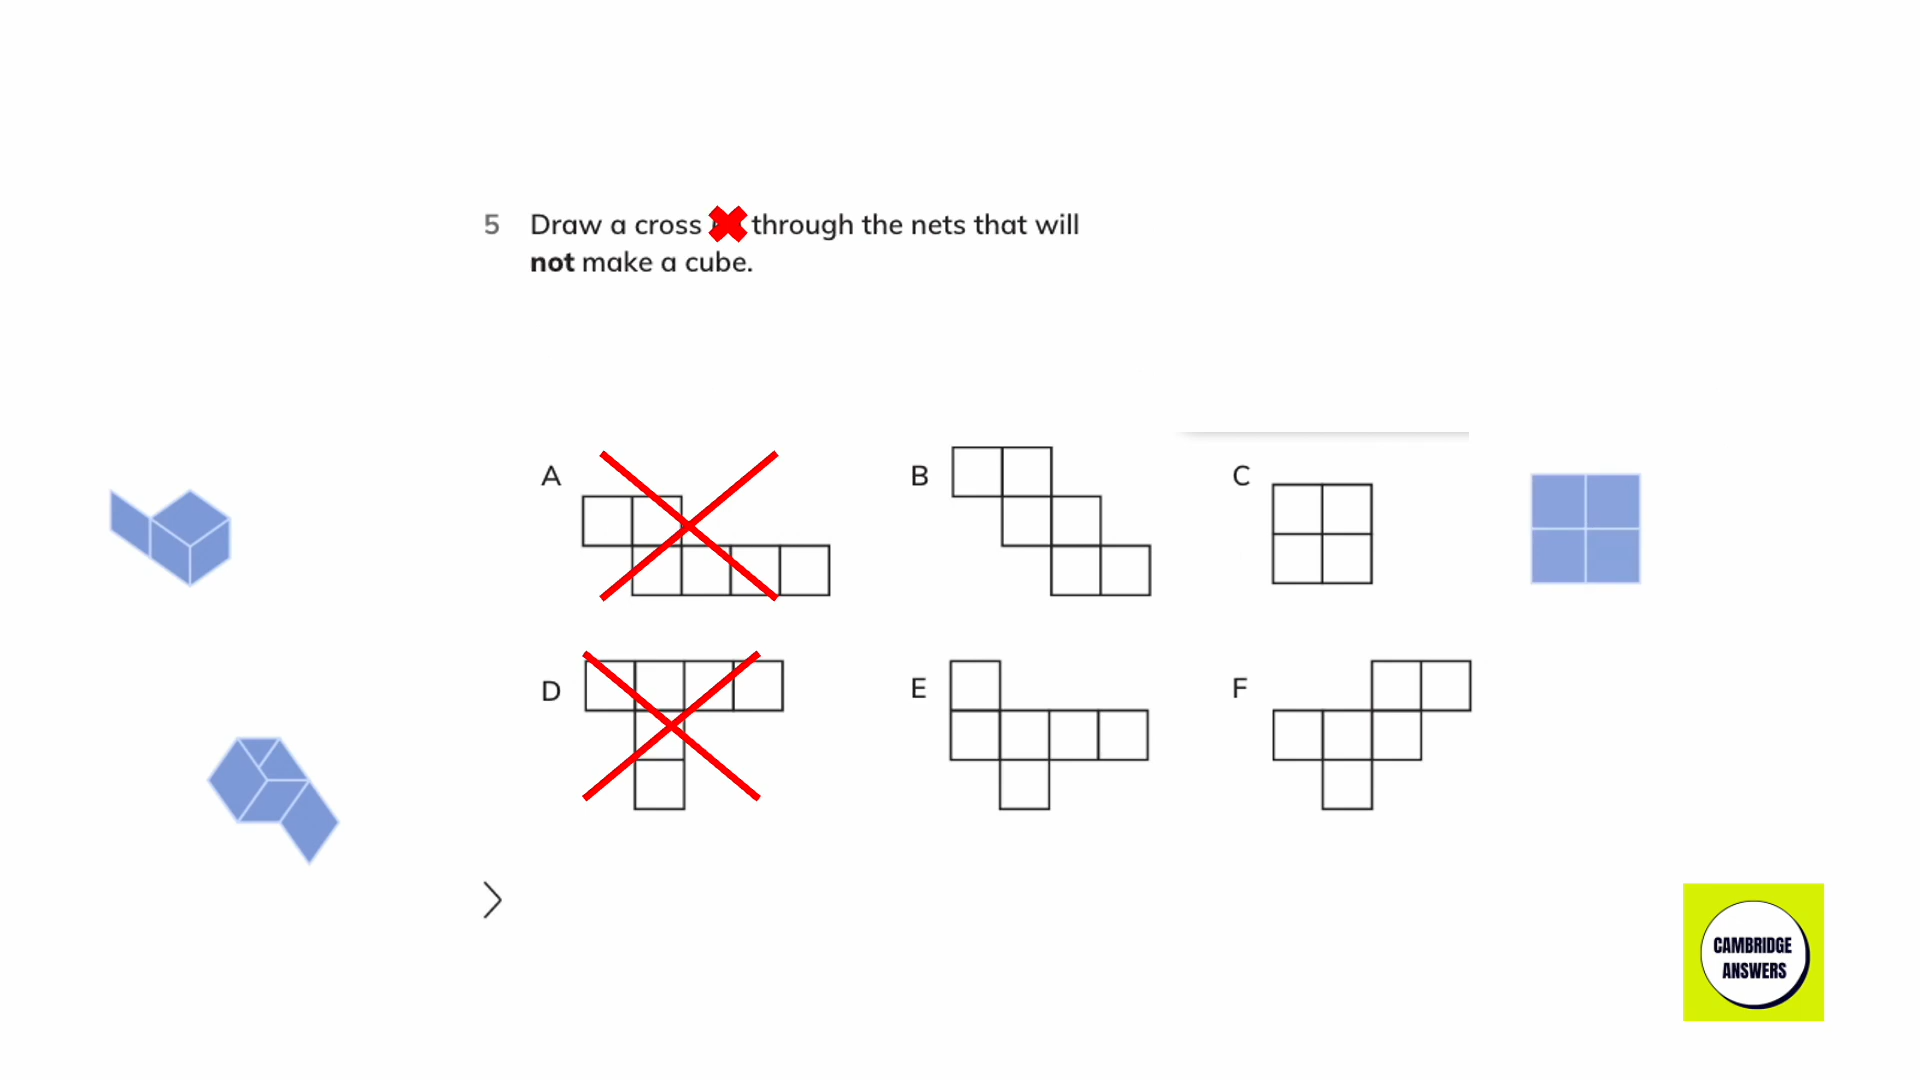 5 Draw a cross through the nets that will
not make a cube.
A
B
C
D
E
F
CAMBRIDGE
ANSWERS